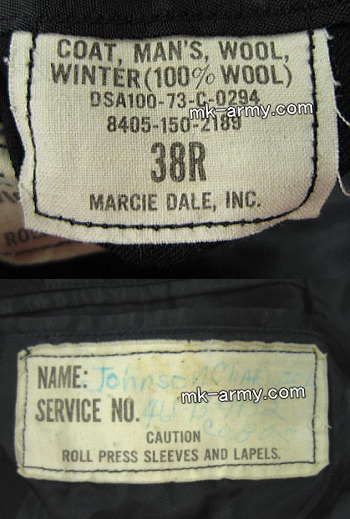 COAT, MAN'S, WOOL,
WINTER (100% WOOL)
DSA100-73-C-0294
mk-army.com
8405-150-2189
38R
MARCIE DALE, INC.
NAME: Johnson
mk-army.com
SERVICE NO.
CAUTION
ROLL PRESS SLEEVES AND LAPELS.